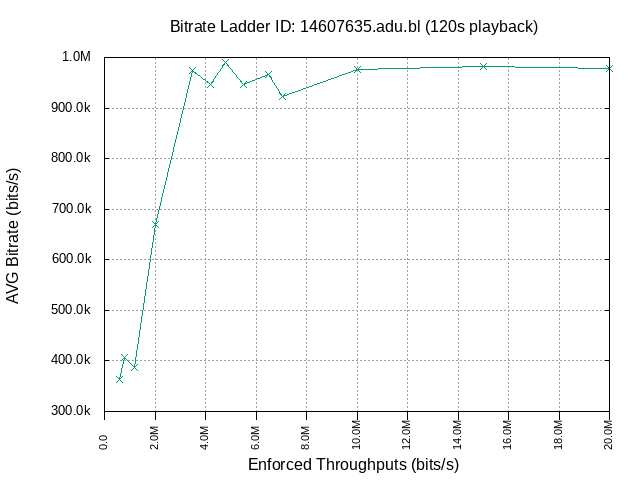 Bitrate Ladder ID: 14607635.adu.bl (120s playback)
1.0M
900.0k
800.0k
700.0k
600.0k
500.0k
400.0k
300.0k
AVG Bitrate (bits/s)
0.0
2.0M
4.0M
6.0M
8.0M
10.0M
12.0M
14.0M
16.0M
18.0M
20.0M
Enforced Throughputs (bits/s)